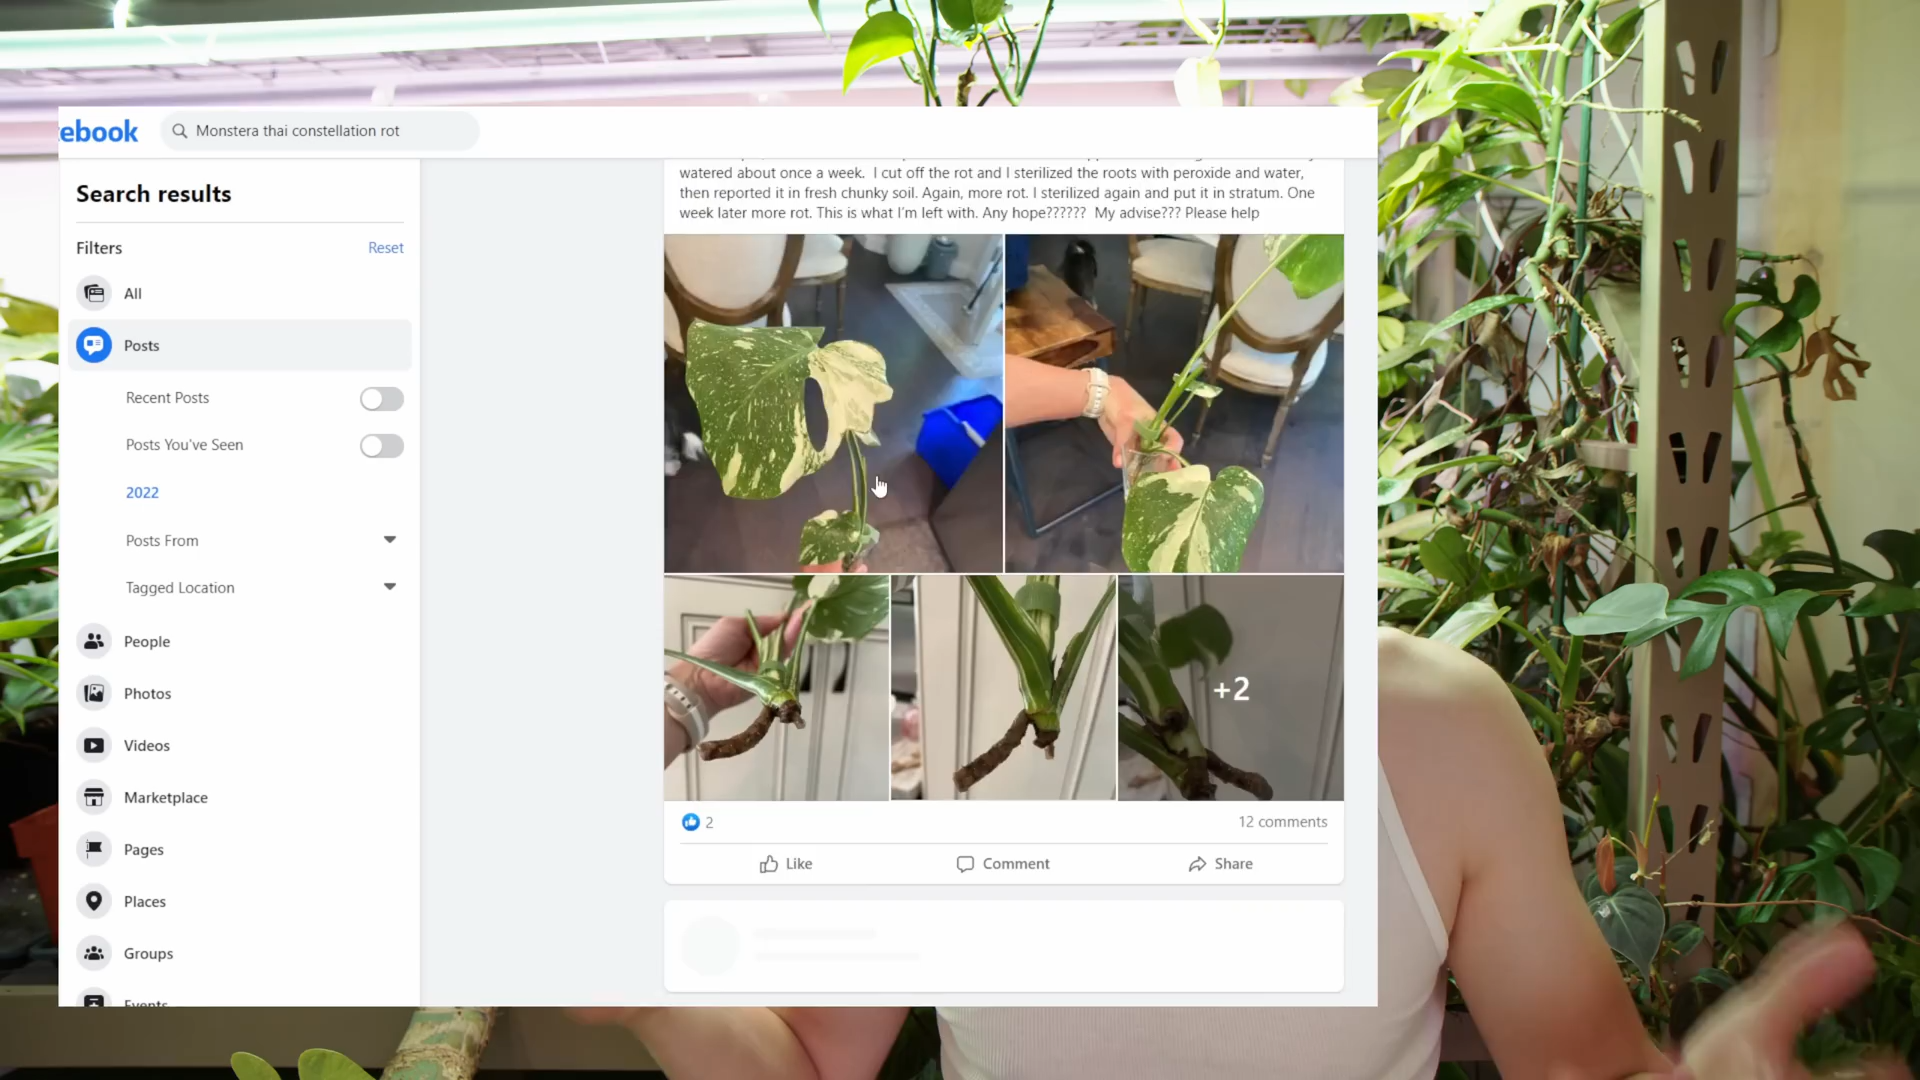 ebook
Monstera thai constellation rot
Search results
Filters
Reset
All
Posts
Recent Posts
Posts You've Seen
2022
Posts From
Tagged Location
People
Photos
Videos
Marketplace
Pages
Places
Groups
Events
watered about once a week. I cut off the rot and I sterilized the roots with peroxide and water,
then reported it in fresh chunky soil. Again, more rot. I sterilized again and put it in stratum. One
week later more rot. This is what I'm left with. Any hope?????? My advise??? Please help
+2
2
12 comments
Like
Comment
Share